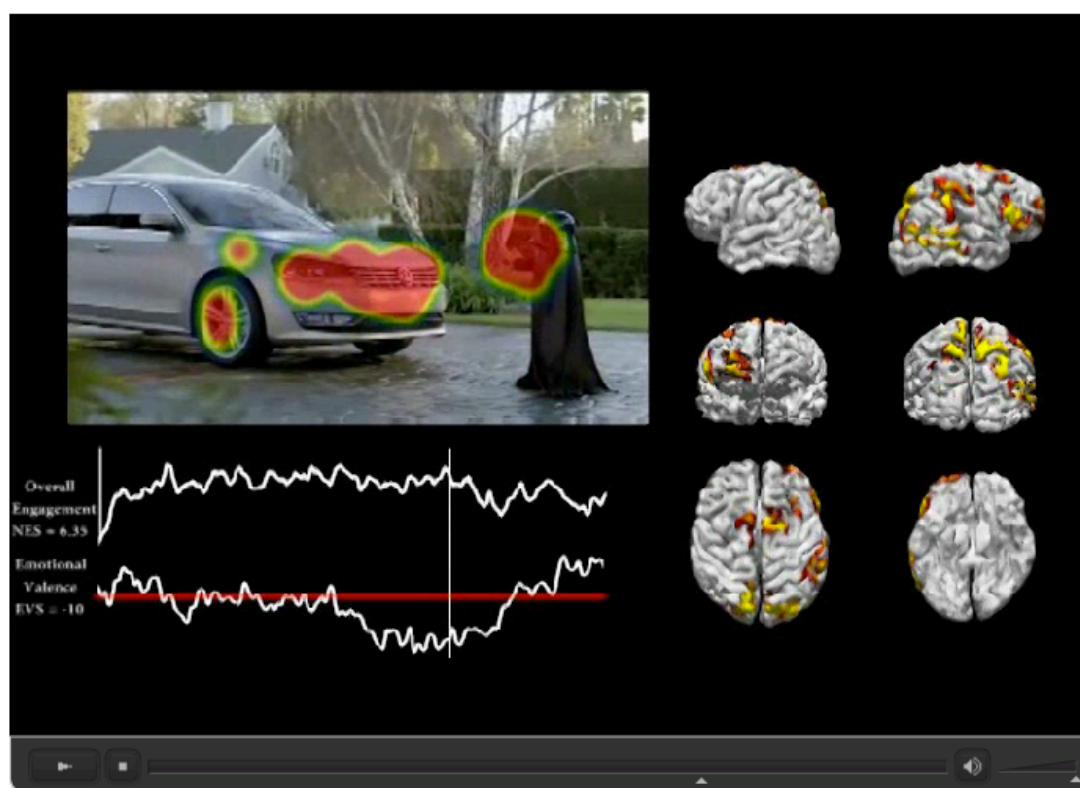 Overall
Engagement
NES = 6.35
Emotional
Valence
EVS = -10